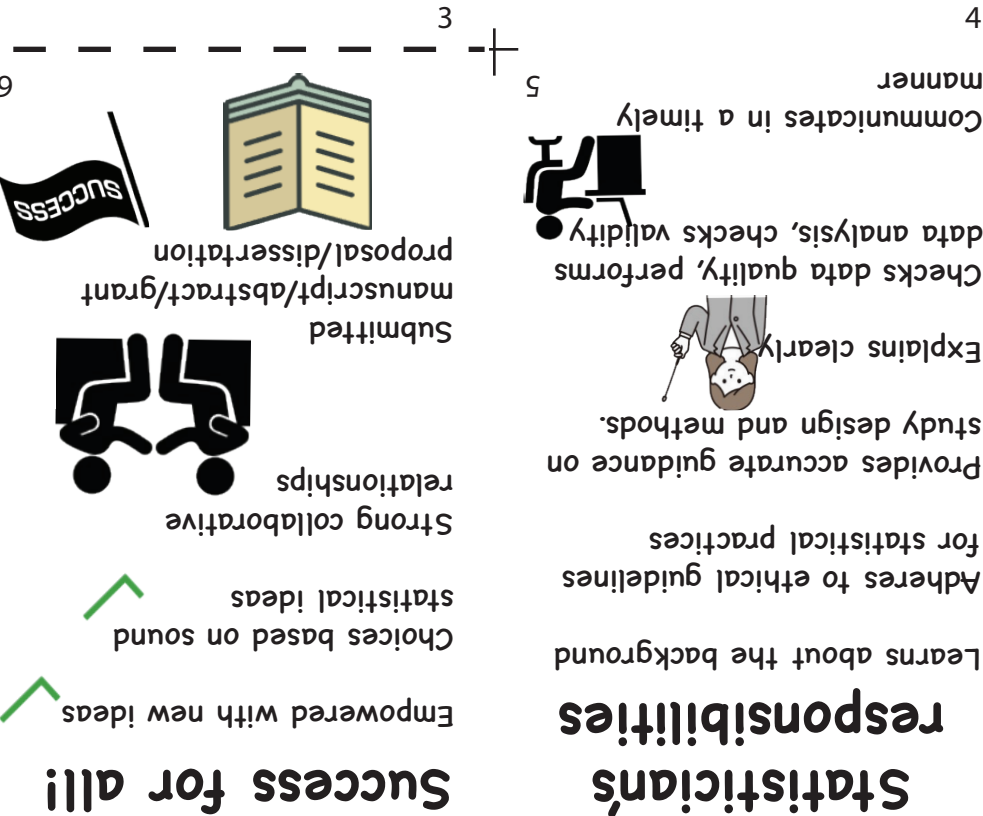 3
4
Statistician's
responsibilities
Learns about the background
Adheres to ethical guidelines
for statistical practices
Provides accurate guidance on
study design and methods.
Explains clearly
Checks data quality, performs
data analysis, checks validity
Communicates in a timely
manner
5
Success for all!
Empowered with new ideas
Choices based on sound
statistical ideas
Strong collaborative
relationships
Submitted
manuscript/abstract/grant
proposal/dissertation
SUCCESS
6